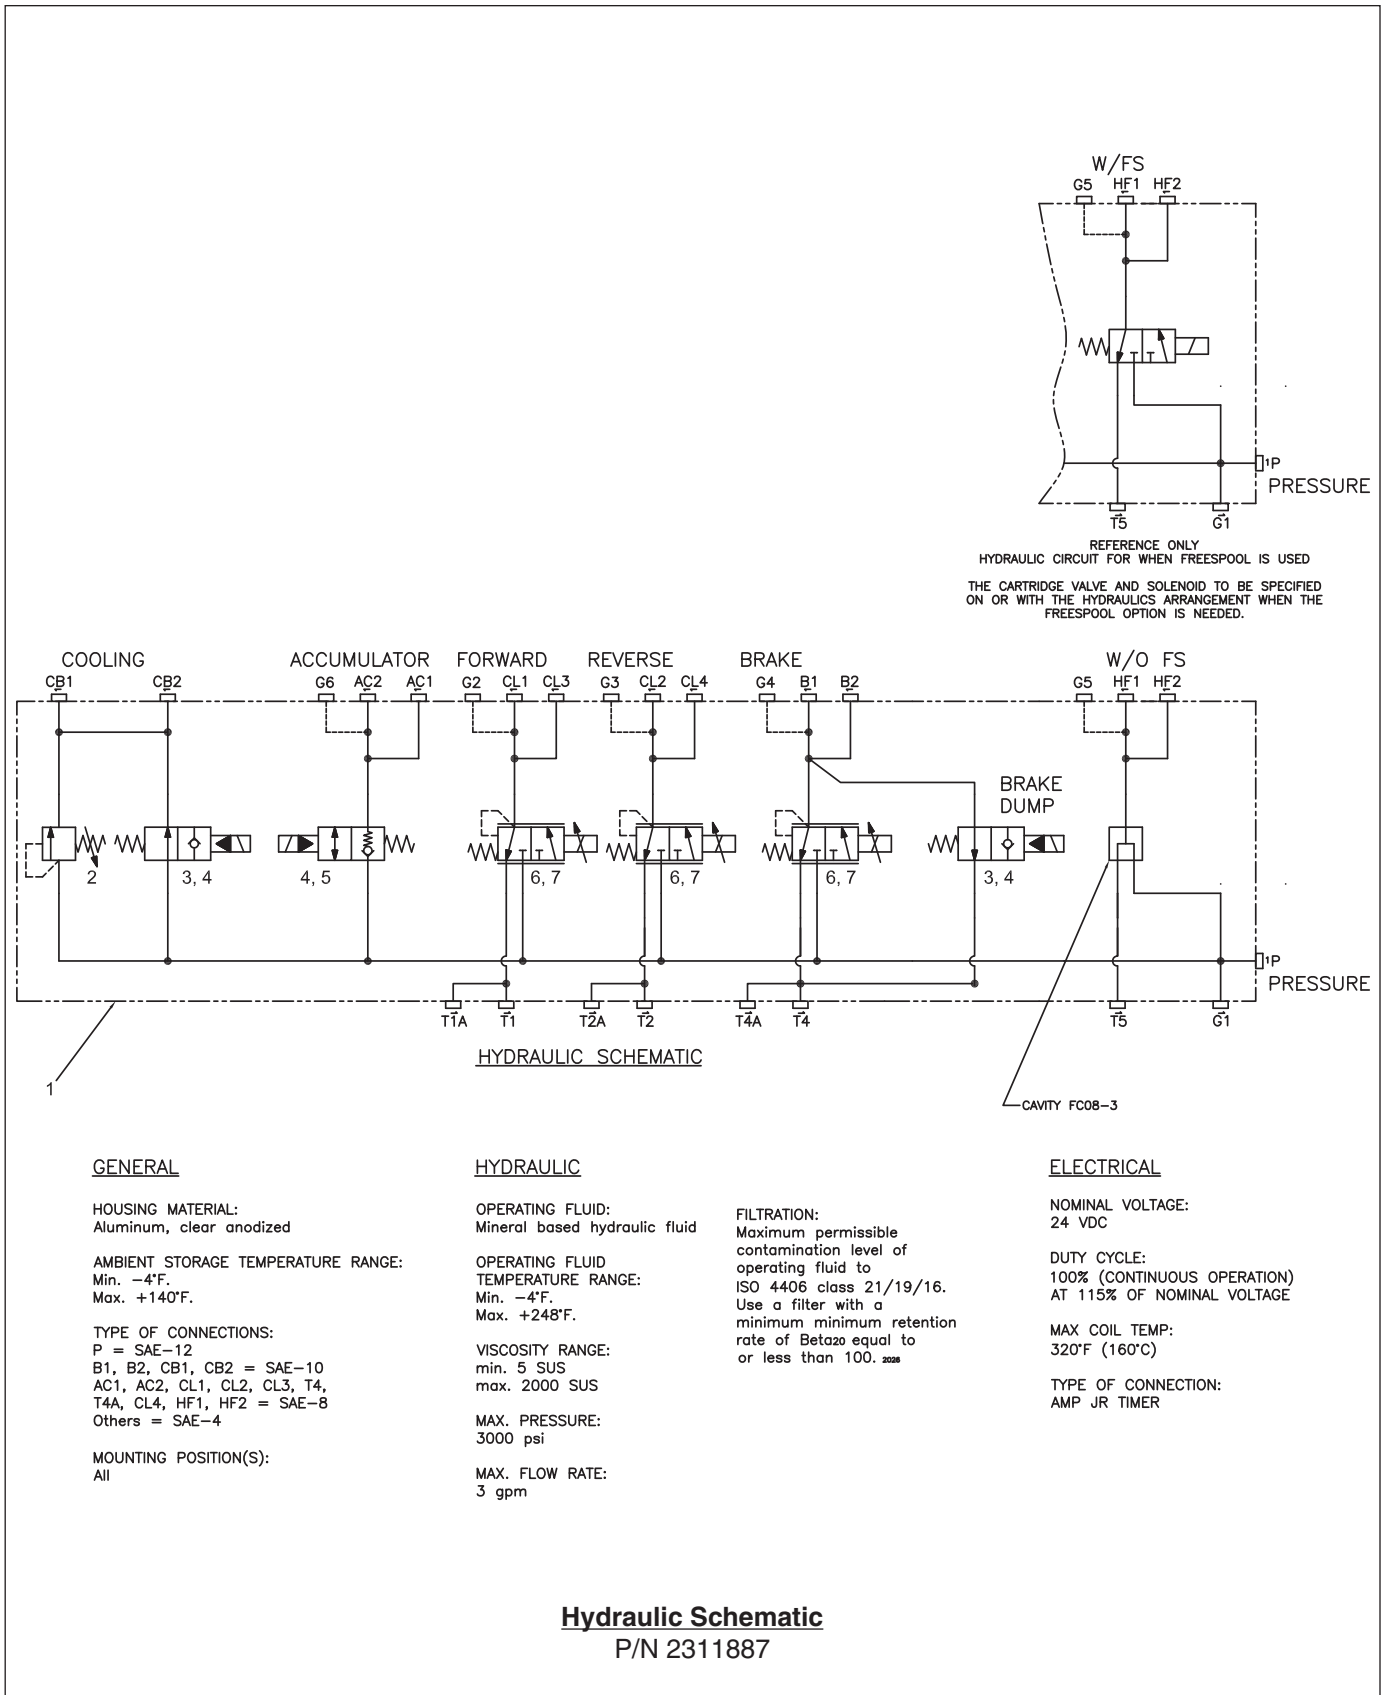 W/FS
G5 HF1 HF2
1P
PRESSURE
T5 G1
REFERENCE ONLY
HYDRAULIC CIRCUIT FOR WHEN FREESPOOL IS USED
THE CARTRIDGE VALVE AND SOLENOID TO BE SPECIFIED
ON OR WITH THE HYDRAULICS ARRANGEMENT WHEN THE
FREESPOOL OPTION IS NEEDED.
COOLING ACCUMULATOR FORWARD REVERSE BRAKE W/O FS
CB1 CB2 G6 AC2 AC1 G2 CL1 CL3 G3 CL2 CL4 G4 B1 B2 G5 HF1 HF2
BRAKE
DUMP
2 3, 4 4, 5 6, 7 6, 7 6, 7 3, 4
1P
PRESSURE
T1A T1 T2A T2 T4A T4 T5 G1
HYDRAULIC SCHEMATIC
1
CAVITY FC08-3
GENERAL
HOUSING MATERIAL:
Aluminum, clear anodized
AMBIENT STORAGE TEMPERATURE RANGE:
Min. -4°F.
Max. +140°F.
TYPE OF CONNECTIONS:
P = SAE-12
B1, B2, CB1, CB2 = SAE-10
AC1, AC2, CL1, CL2, CL3, T4,
T4A, CL4, HF1, HF2 = SAE-8
Others = SAE-4
MOUNTING POSITION(S):
All
HYDRAULIC
OPERATING FLUID:
Mineral based hydraulic fluid
OPERATING FLUID
TEMPERATURE RANGE:
Min. -4°F.
Max. +248°F.
VISCOSITY RANGE:
min. 5 SUS
max. 2000 SUS
MAX. PRESSURE:
3000 psi
MAX. FLOW RATE:
3 gpm
FILTRATION:
Maximum permissible
contamination level of
operating fluid to
ISO 4406 class 21/19/16.
Use a filter with a
minimum minimum retention
rate of Beta20 equal to
or less than 100.
ELECTRICAL
NOMINAL VOLTAGE:
24 VDC
DUTY CYCLE:
100% (CONTINUOUS OPERATION)
AT 115% OF NOMINAL VOLTAGE
MAX COIL TEMP:
320°F (160°C)
TYPE OF CONNECTION:
AMP JR TIMER
Hydraulic Schematic
P/N 2311887